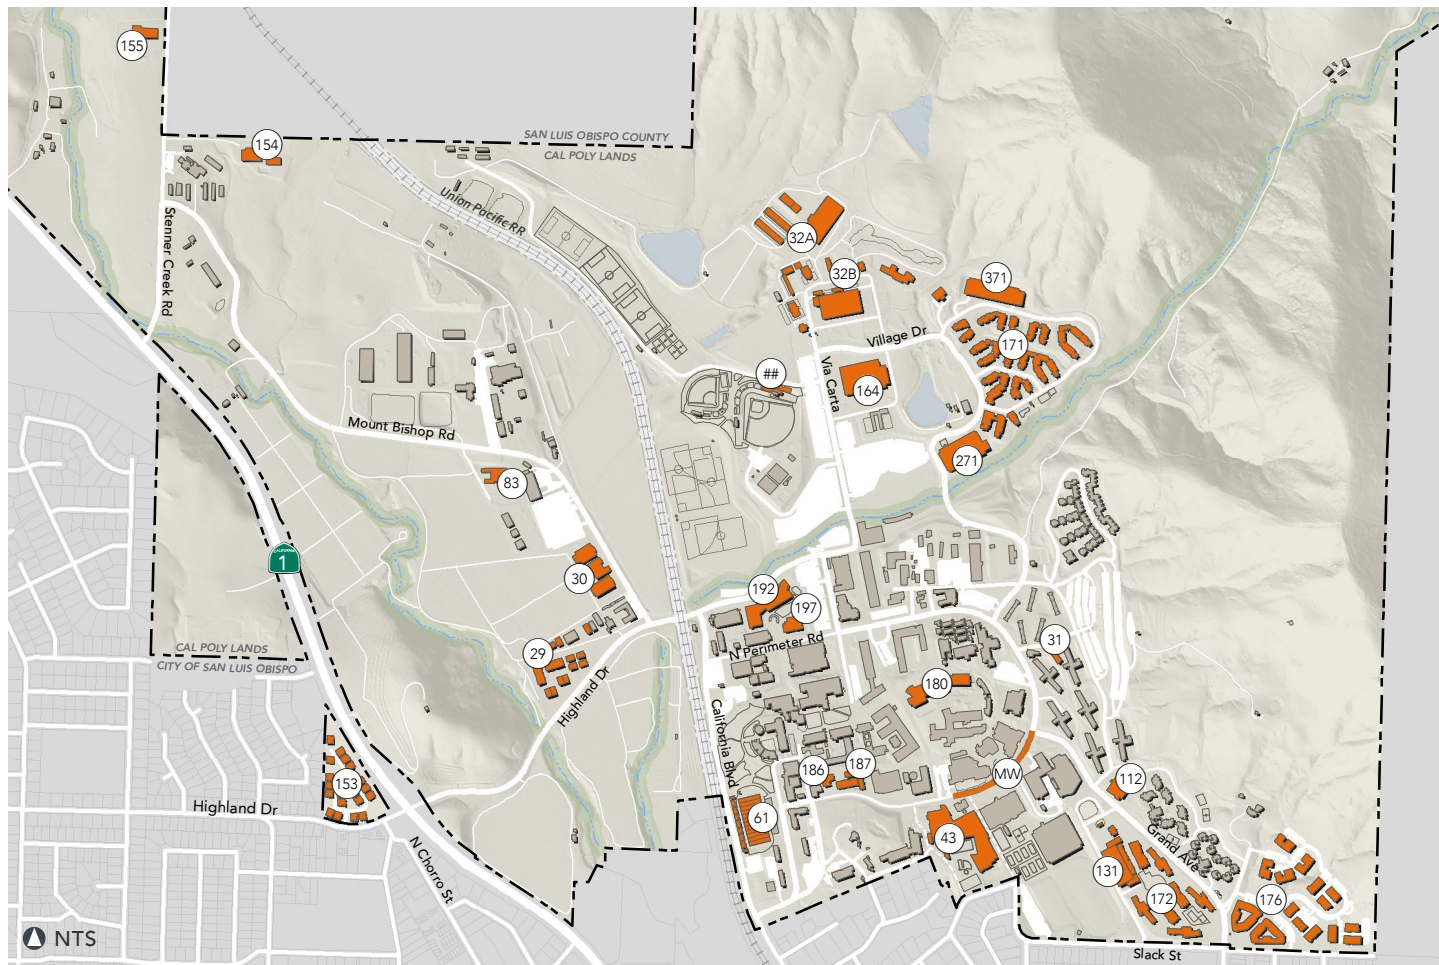 155
154
SAN LUIS OBISPO COUNTY
CAL POLY LANDS
Union Pacific RR
Stenner Creek Rd
32A
32B
371
Village Dr
171
##
Via Carta
164
Mount Bishop Rd
271
83
CALIFORNIA
1
30
192
197
N Perimeter Rd
31
29
CAL POLY LANDS
CITY OF SAN LUIS OBISPO
180
Highland Dr
California Blvd
186
187
MW
112
153
Highland Dr
61
43
Grand Ave
N Chorro St
131
172
176
NTS
Slack St